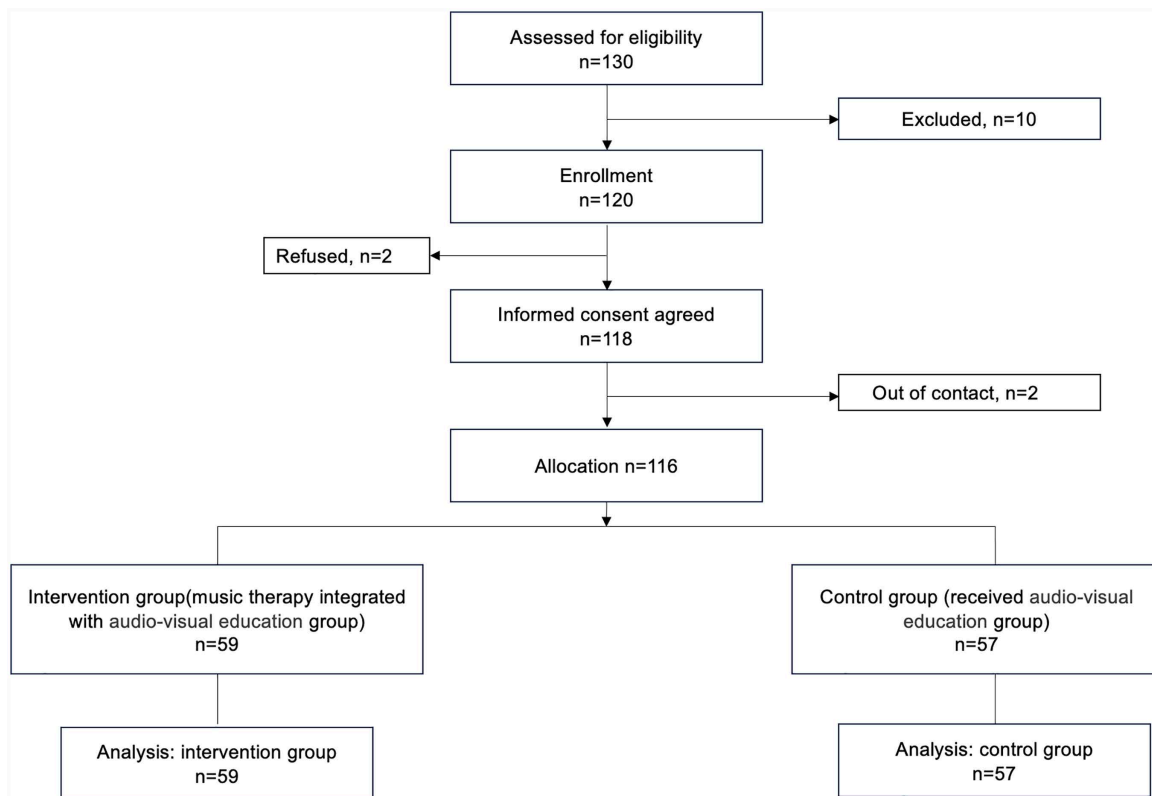 Assessed for eligibility
n=130
Excluded, n=10
Enrollment
n=120
Refused, n=2
Informed consent agreed
n=118
Out of contact, n=2
Allocation n=116
Intervention group(music therapy integrated
with audio-visual education group)
n=59
Control group (received audio-visual
education group)
n=57
Analysis: intervention group
n=59
Analysis: control group
n=57